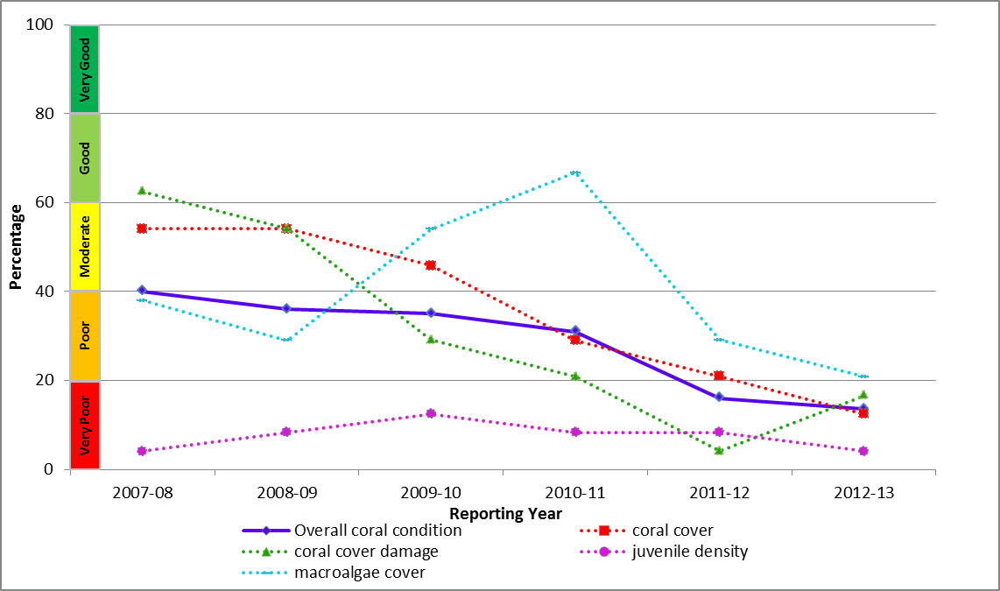 100
80
60
40
20
0
Percentage
Very Good
Good
Moderate
Poor
Very Poor
2007-08 2008-09 2009-10 2010-11 2011-12 2012-13
Reporting Year
Overall coral condition coral cover
coral cover damage juvenile density
macroalgae cover